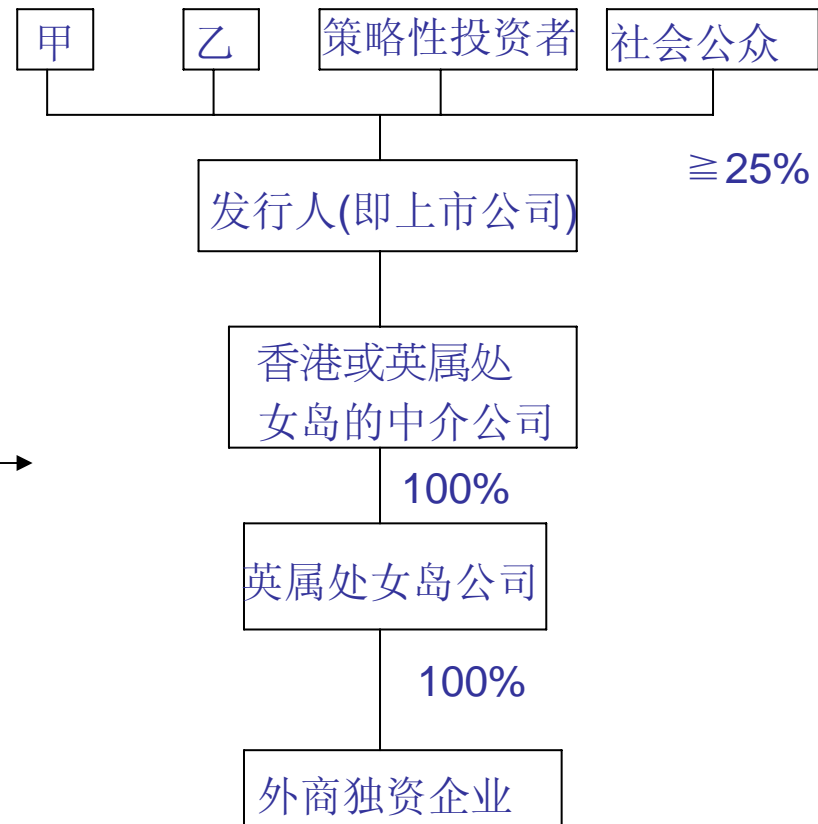 甲
乙
策略性投资者
社会公众
≧25%
发行人(即上市公司)
香港或英属处
女岛的中介公司
100%
英属处女岛公司
100%
外商独资企业